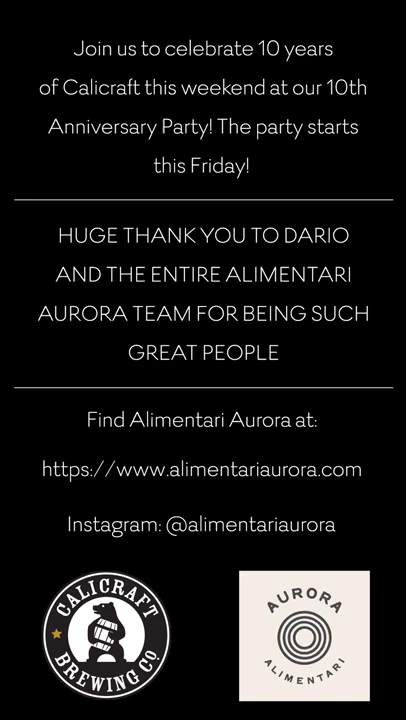 Join us to celebrate 10 years
of Calicraft this weekend at our 10th
Anniversary Party! The party starts
this Friday!
HUGE THANK YOU TO DARIO
AND THE ENTIRE ALIMENTARI
AURORA TEAM FOR BEING SUCH
GREAT PEOPLE
Find Alimentari Aurora at:
https://www.alimentariaurora.com
Instagram: @alimentariaurora
CALICRAFT
BREWING CO
AURORA
ALIMENTARI